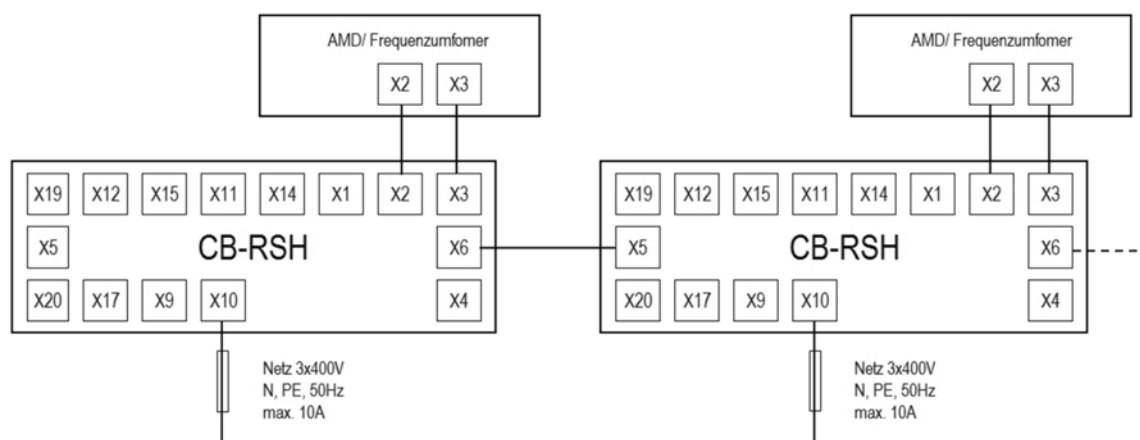 AMD/ Frequenzumfomer
X2 X3
AMD/ Frequenzumfomer
X2 X3
X19 X12 X15 X11 X14 X1 X2 X3
X5 CB-RSH X6
X20 X17 X9 X10 X4
X19 X12 X15 X11 X14 X1 X2 X3
X5 CB-RSH X6
X20 X17 X9 X10 X4
Netz 3x400V
N, PE, 50Hz
max. 10A
Netz 3x400V
N, PE, 50Hz
max. 10A